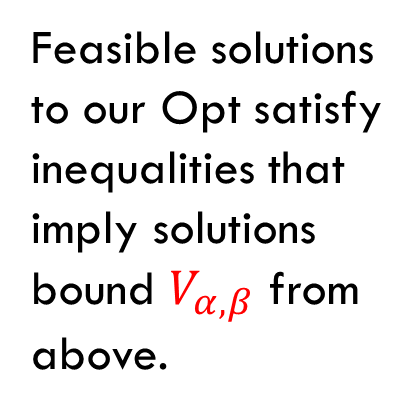 Feasible solutions
to our Opt satisfy
inequalities that
imply solutions
bound V_{α,β} from
above.